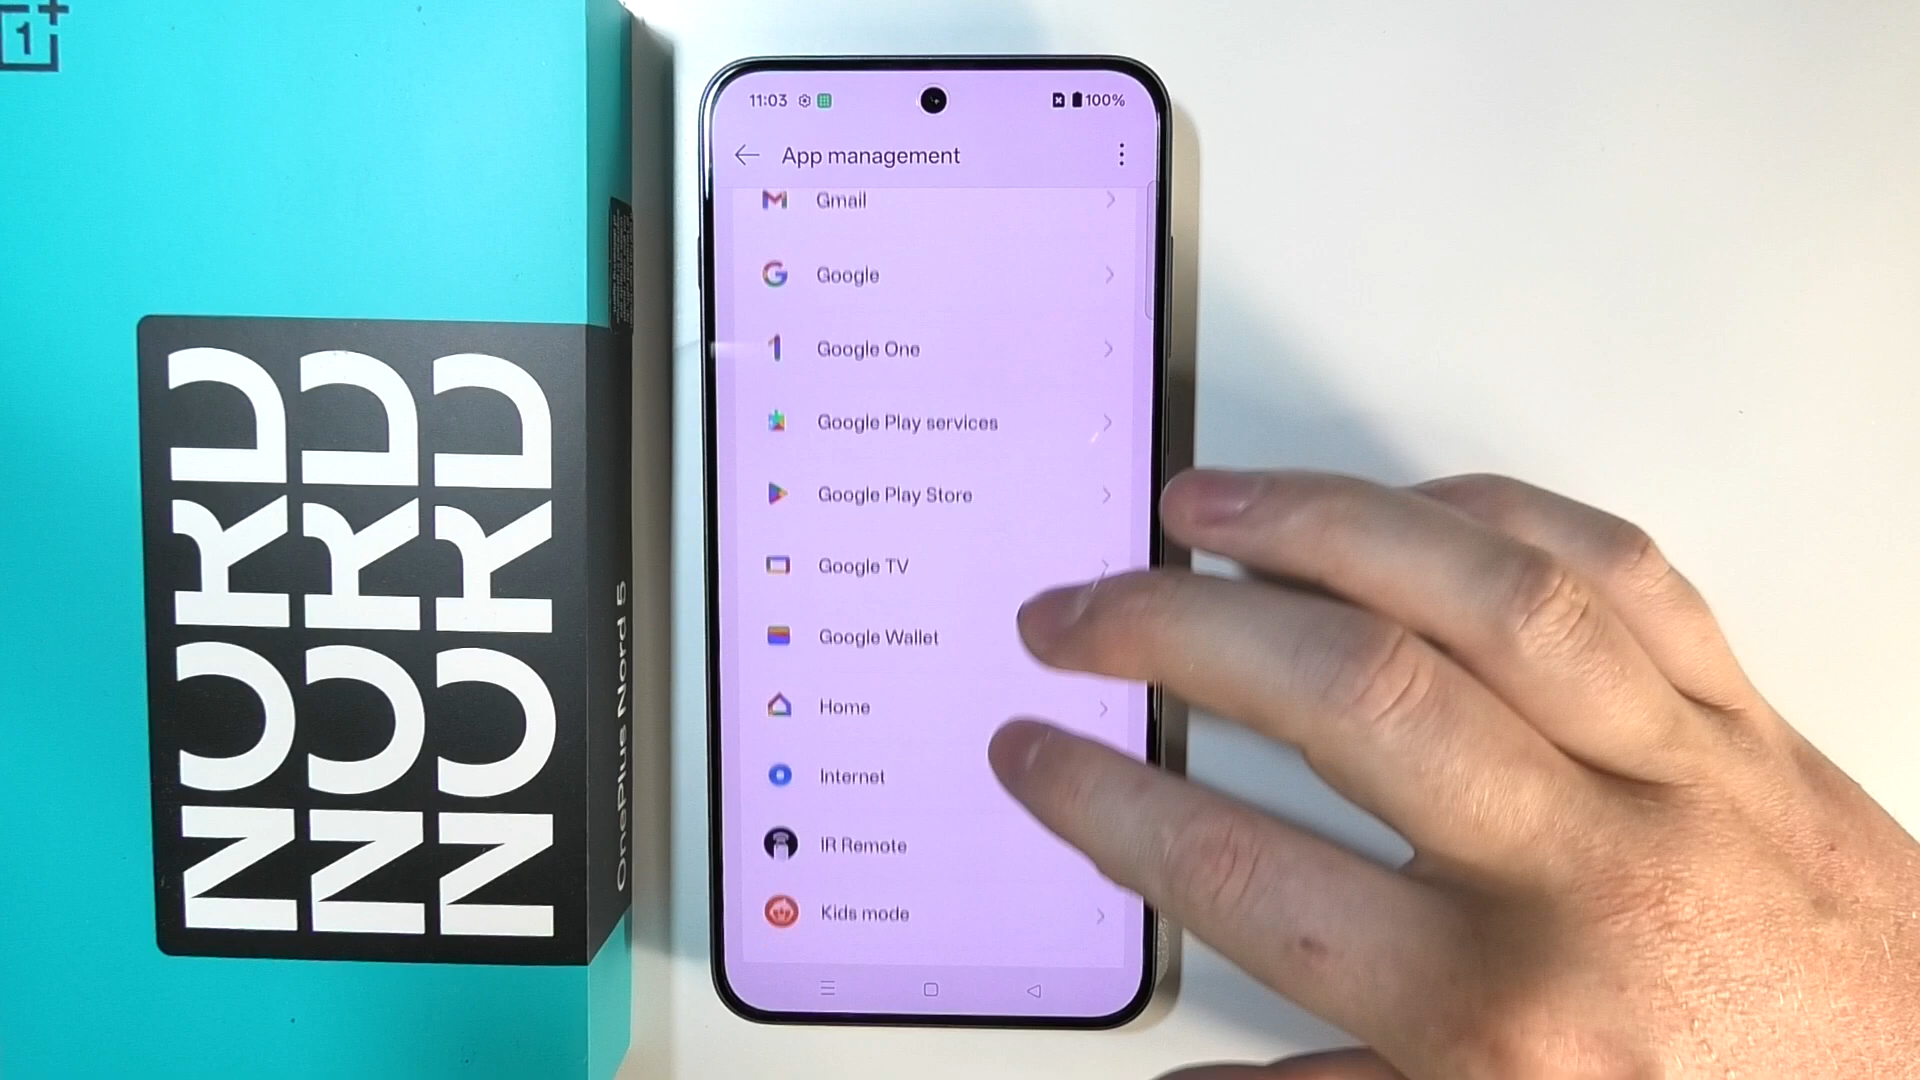 1+
NORD
NORD
NORD
OnePlus Nord 5
11:03
100%
App management
Gmail
Google
Google One
Google Play services
Google Play Store
Google TV
Google Wallet
Home
Internet
IR Remote
Kids mode